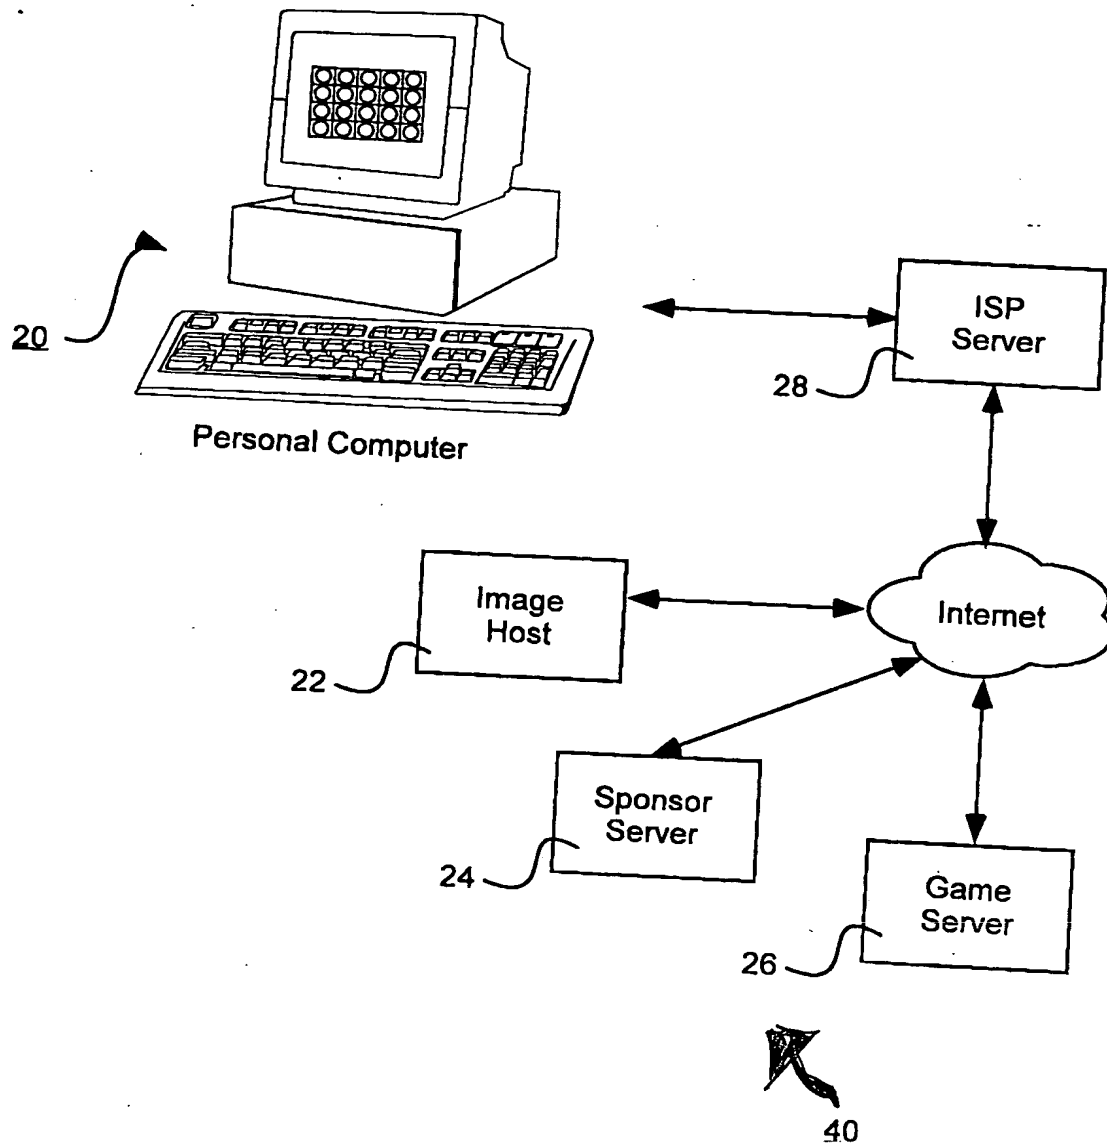 20
Personal Computer
ISP
Server
28
Image
Host
22
Internet
Sponsor
Server
24
Game
Server
26
40